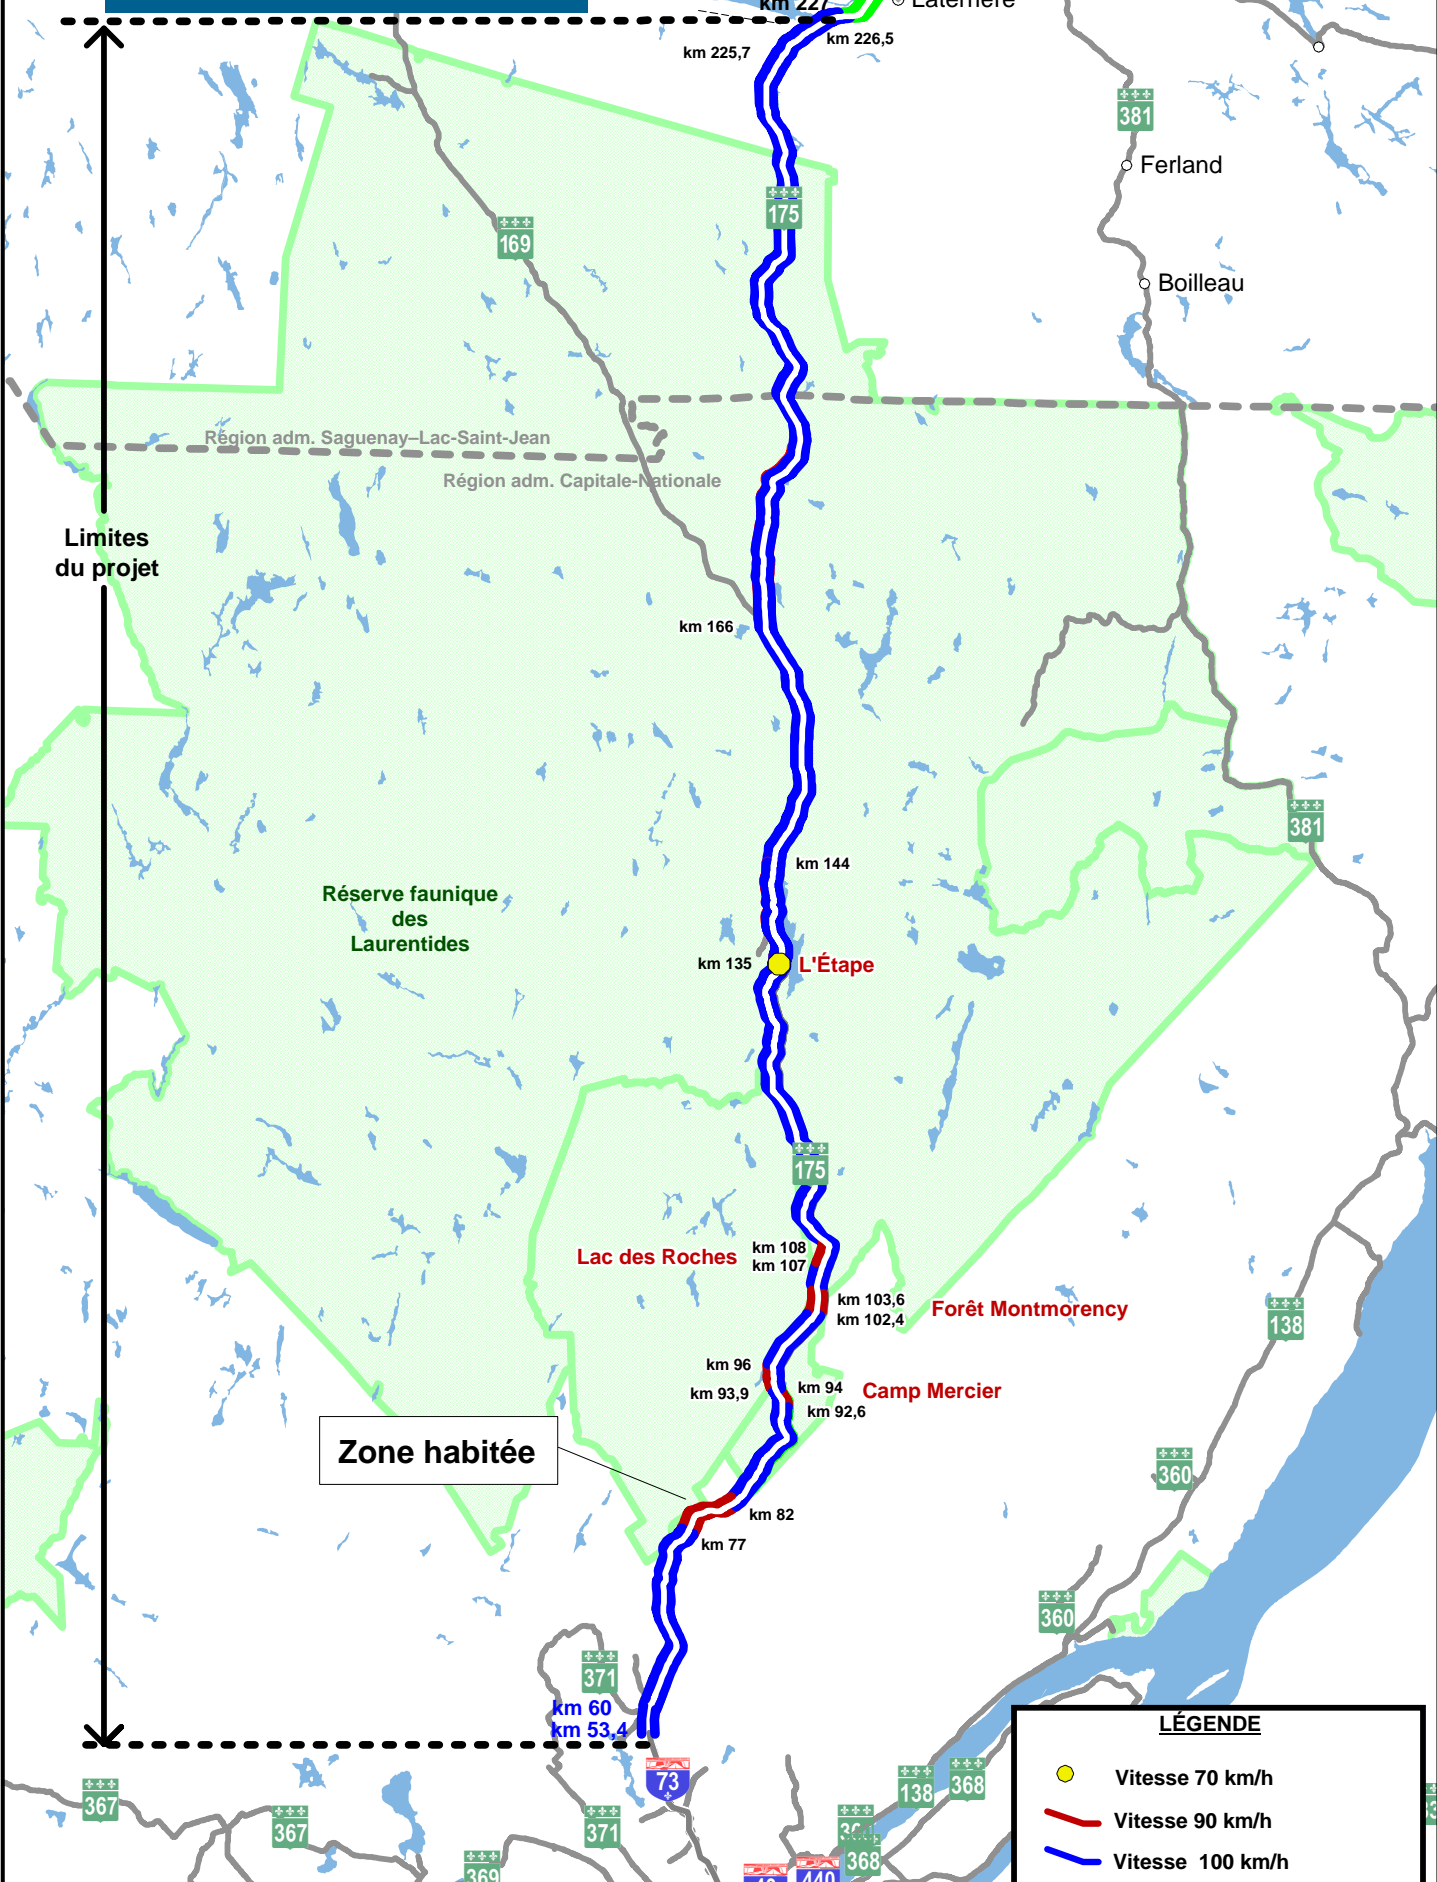 km 227
Laterrière
km 226,5
km 225,7
381
Ferland
175
169
Boilleau
Région adm. Saguenay–Lac-Saint-Jean
Région adm. Capitale-Nationale
Limites
du projet
km 166
381
km 144
Réserve faunique
des
Laurentides
km 135
L'Étape
175
Lac des Roches
km 108
km 107
km 103,6
km 102,4
Forêt Montmorency
138
km 96
km 93,9
km 94
km 92,6
Camp Mercier
Zone habitée
360
km 82
km 77
360
371
km 60
km 53,4
LÉGENDE
73
Vitesse 70 km/h
138
368
367
367
371
Vitesse 90 km/h
368
Vitesse 100 km/h
369
440